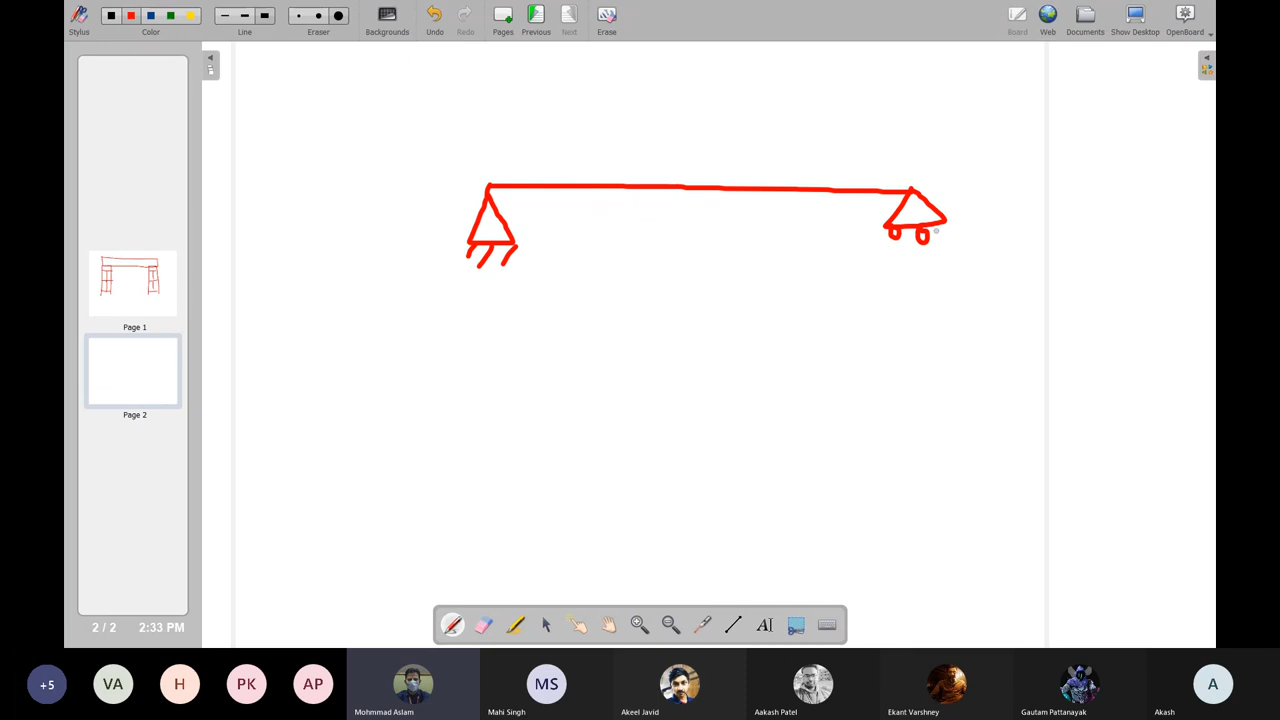 Stylus Color Line Eraser Backgrounds Undo Redo Pages Previous Next Erase Board Web Documents Show Desktop OpenBoard
Page 1
Page 2
2 / 2 2:33 PM
AI
+5 VA H PK AP MS A
Mohmmad Aslam Mahi Singh Akeel Javid Aakash Patel Ekant Varshney Gautam Pattanayak Akash